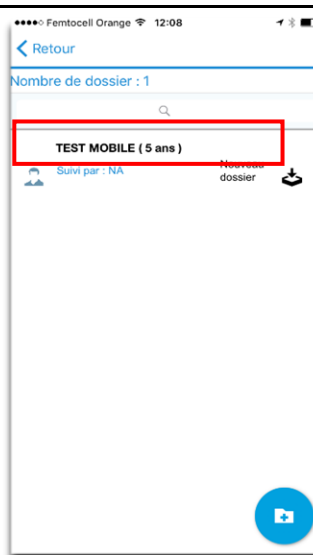 Femtocell Orange 12:08
Retour
Nombre de dossier : 1
TEST MOBILE ( 5 ans )
Suivi par : NA
Nouveau
dossier